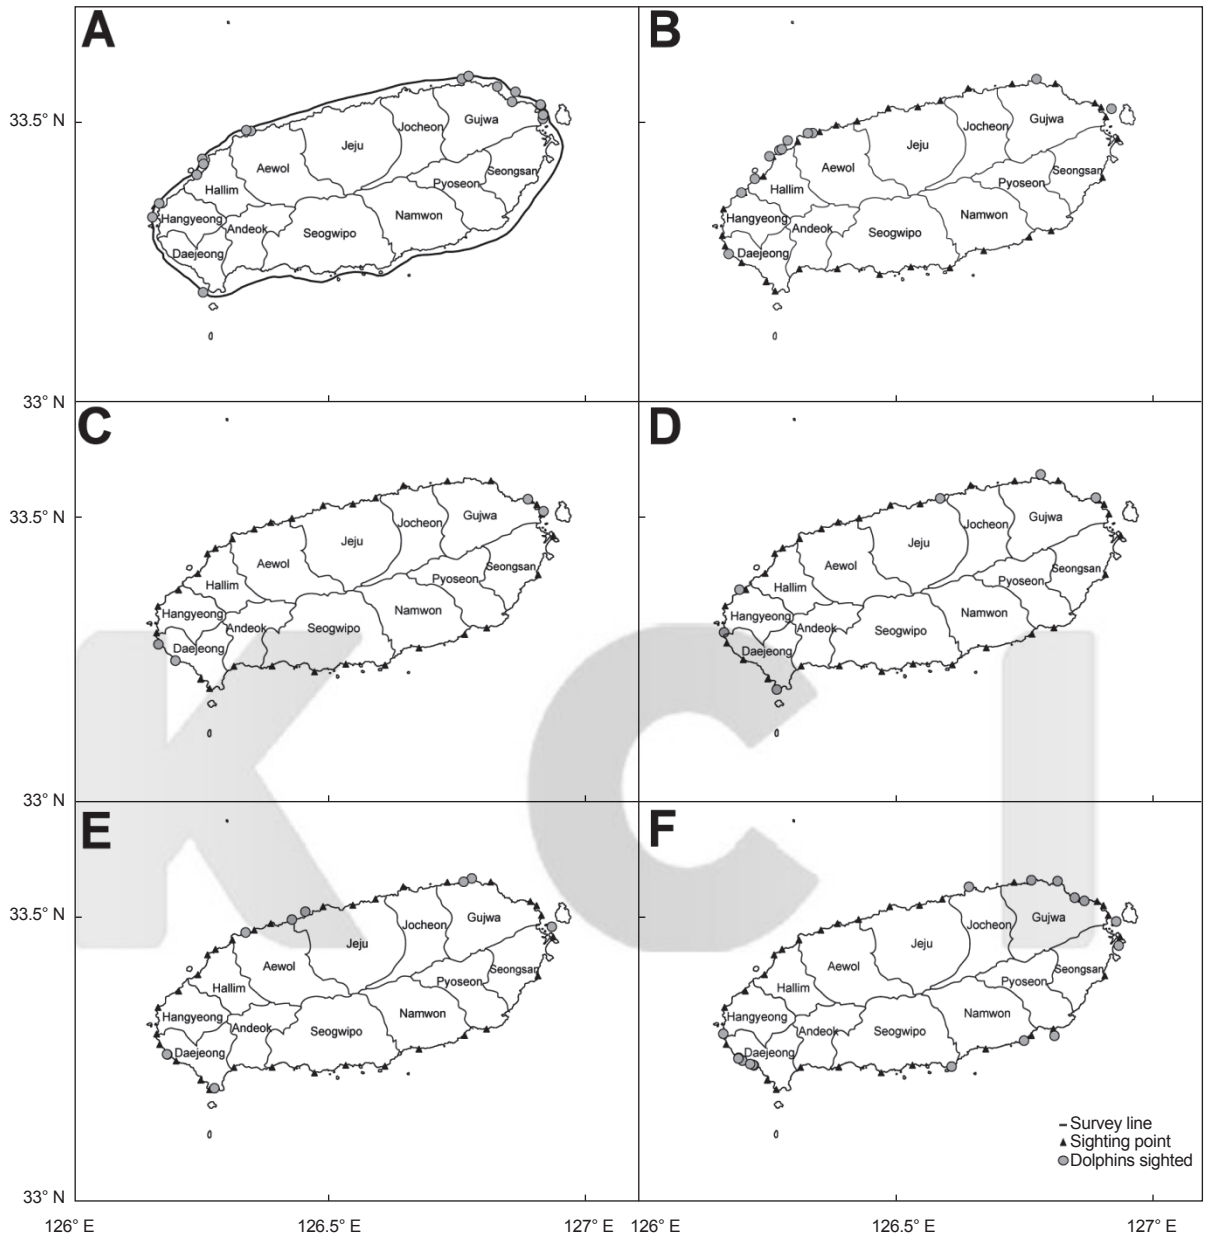 A
B
33.5° N
Jeju
Jocheon
Gujwa
Aewol
Seongsan
Hallim
Pyoseon
Hangyeong
Andeok
Seogwipo
Namwon
Daejeong
Jeju
Jocheon
Gujwa
Aewol
Seongsan
Hallim
Pyoseon
Hangyeong
Andeok
Seogwipo
Namwon
Daejeong
33° N
C
D
33.5° N
Jeju
Jocheon
Gujwa
Aewol
Seongsan
Hallim
Pyoseon
Hangyeong
Andeok
Seogwipo
Namwon
Daejeong
Jeju
Jocheon
Gujwa
Aewol
Seongsan
Hallim
Pyoseon
Hangyeong
Andeok
Seogwipo
Namwon
Daejeong
KCI
33° N
E
F
33.5° N
Jeju
Jocheon
Gujwa
Aewol
Seongsan
Hallim
Pyoseon
Hangyeong
Andeok
Seogwipo
Namwon
Daejeong
Jeju
Jocheon
Gujwa
Aewol
Seongsan
Hallim
Pyoseon
Hangyeong
Andeok
Seogwipo
Namwon
Daejeong
Survey line
Sighting point
Dolphins sighted
33° N
126° E 126.5° E 127° E 126° E 126.5° E 127° E